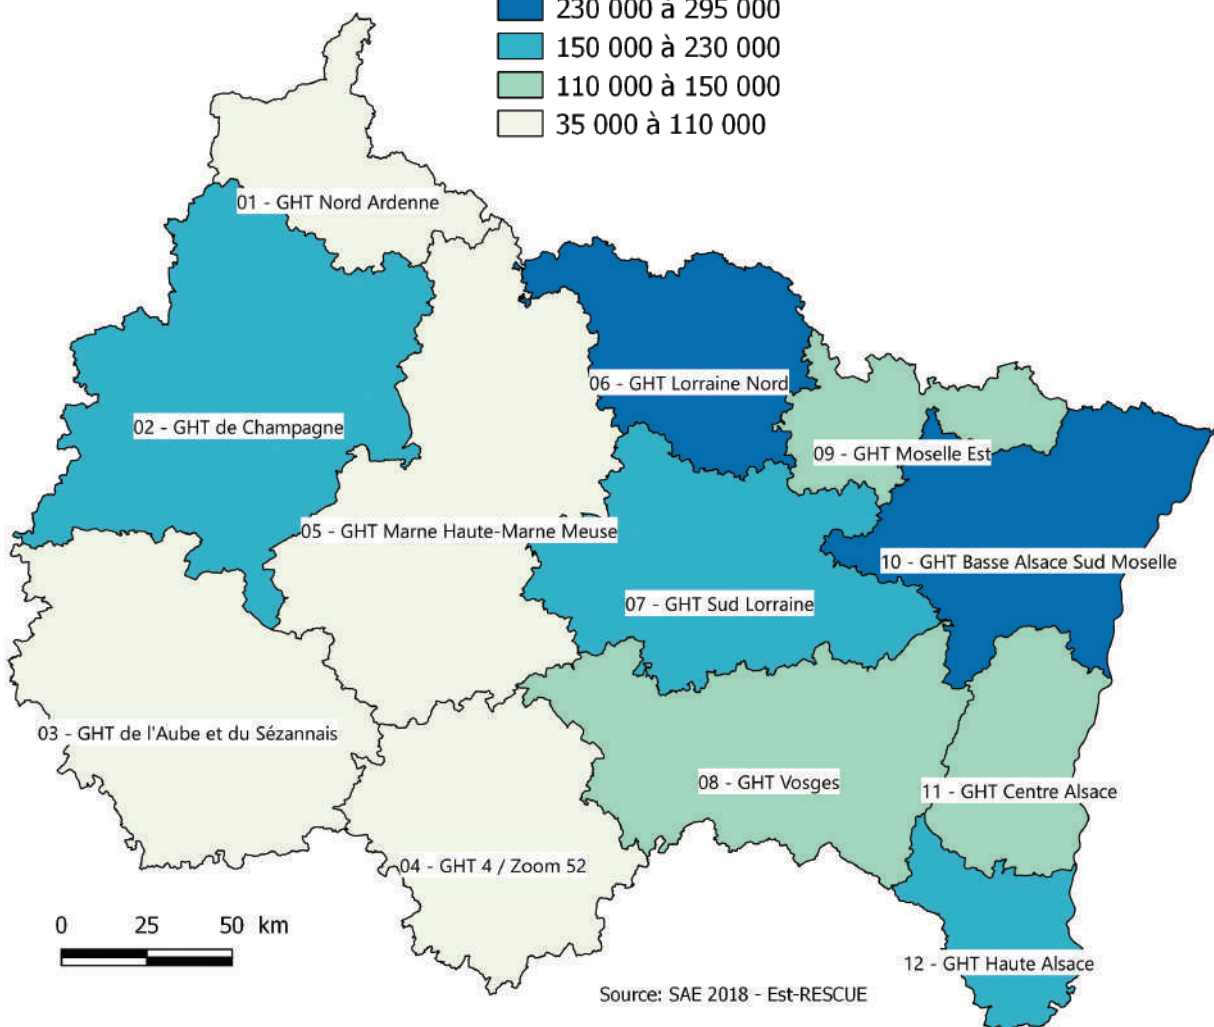 230 000 à 295 000
150 000 à 230 000
110 000 à 150 000
35 000 à 110 000
01 - GHT Nord Ardenne
06 - GHT Lorraine Nord
02 - GHT de Champagne
09 - GHT Moselle Est
05 - GHT Marne Haute-Marne Meuse
10 - GHT Basse Alsace Sud Moselle
07 - GHT Sud Lorraine
03 - GHT de l'Aube et du Sézannais
08 - GHT Vosges
11 - GHT Centre Alsace
04 - GHT 4 / Zoom 52
0 25 50 km
12 - GHT Haute Alsace
Source: SAE 2018 - Est-RESCUE